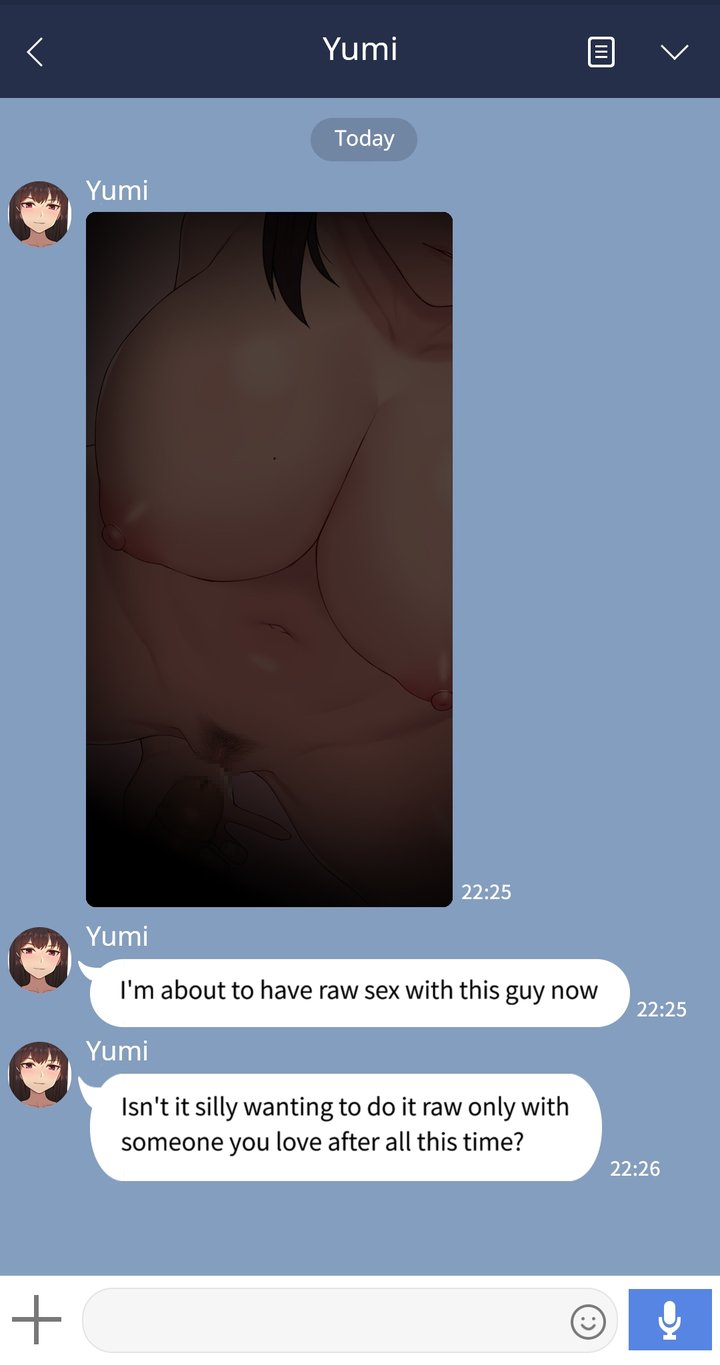 Yumi
Today
Yumi
22:25
Yumi
I'm about to have raw sex with this guy now
22:25
Yumi
Isn't it silly wanting to do it raw only with
someone you love after all this time?
22:26